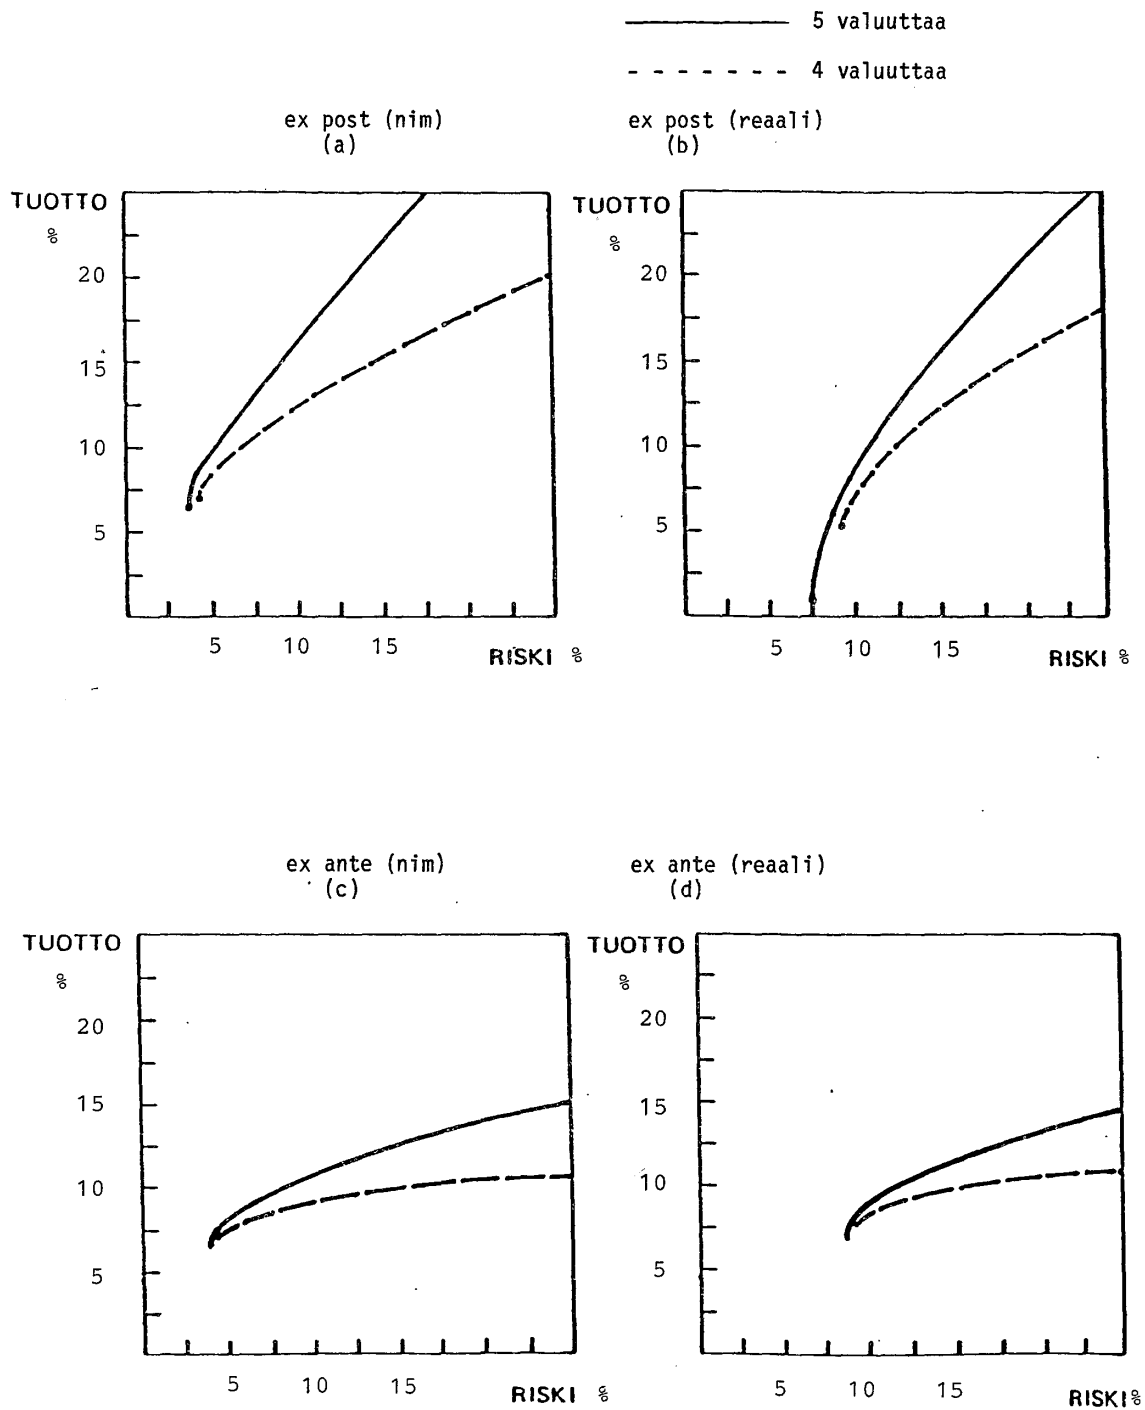 5 valuuttaa
4 valuuttaa
ex post (nim)
(a)
TUOTTO
%
20
15
10
5
5 10 15
RISKI %
ex post (reaali)
(b)
TUOTTO
%
20
15
10
5
5 10 15
RISKI %
ex ante (nim)
(c)
TUOTTO
%
20
15
10
5
5 10 15
RISKI %
ex ante (reaali)
(d)
TUOTTO
%
20
15
10
5
5 10 15
RISKI %